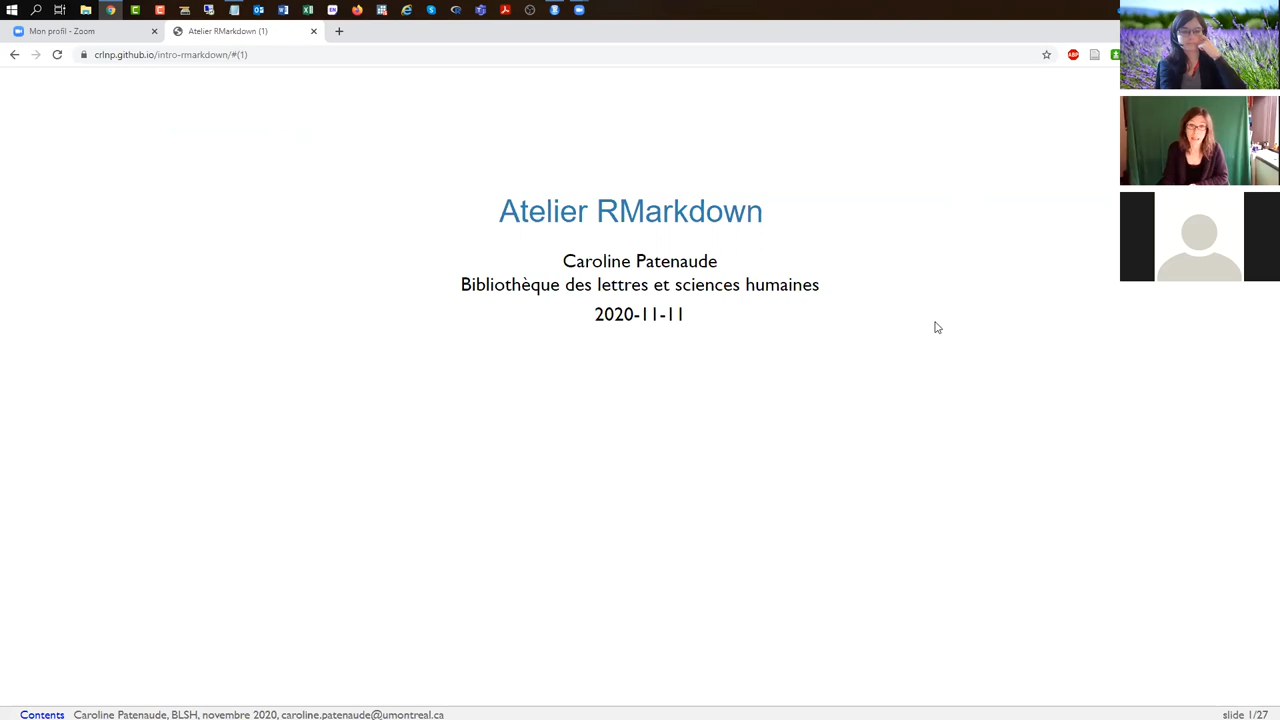 Mon profil - Zoom
Atelier RMarkdown (1)
crlnp.github.io/intro-rmarkdown/#(1)
ABP
Atelier RMarkdown
Caroline Patenaude
Bibliothèque des lettres et sciences humaines
2020-11-11
Contents Caroline Patenaude, BLSH, novembre 2020, caroline.patenaude@umontreal.ca
slide 1/27